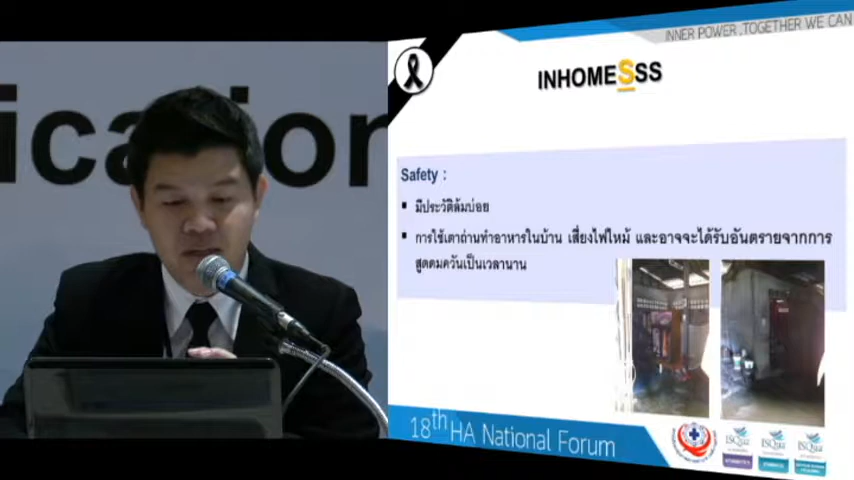 ication
INNER POWER ,TOGETHER WE CAN
INHOMESSS
Safety :
▪ มีประวัติล้มบ่อย
▪ การใช้เตาถ่านทำอาหารในบ้าน เสี่ยงไฟไหม้ และอาจจะได้รับอันตรายจากการ
สูดดมควันเป็นเวลานาน
18th HA National Forum
ISQua ISQua ISQua